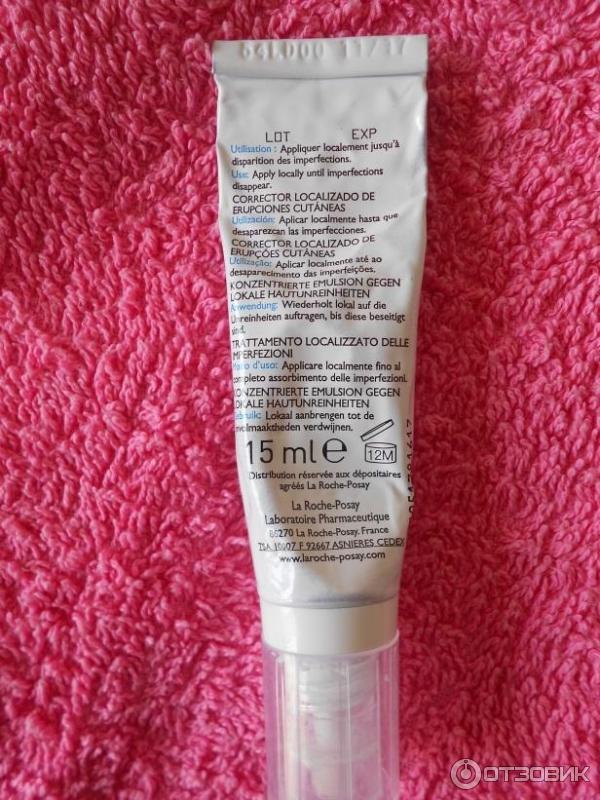 11/17
LOT EXP
Utilisation : Appliquer localement jusqu'à
disparition des imperfections.
Use: Apply locally until imperfections
disappear.
CORRECTOR LOCALIZADO DE
ERUPCIONES CUTÁNEAS
Utilización: Aplicar localmente hasta que
desaparezcan las imperfecciones.
CORRECTOR LOCALIZADO DE
ERUPÇÕES CUTÂNEAS
Utilização: Aplicar localmente até ao
desaparecimento das imperfeições.
KONZENTRIERTE EMULSION GEGEN
LOKALE HAUTUNREINHEITEN
Anwendung: Wiederholt lokal auf die
Unreinheiten auftragen, bis diese beseitigt
sind.
TRATTAMENTO LOCALIZZATO DELLE
IMPERFEZIONI
Modo d'uso: Applicare localmente fino al
completo assorbimento delle imperfezioni.
KONZENTRIERTE EMULSION GEGEN
LOKALE HAUTUNREINHEITEN
Gebruik: Lokaal aanbrengen tot de
verdwijnen.
15 ml e 12M
Distribution réservée aux dépositaires
agréés La Roche-Posay
La Roche-Posay
Laboratoire Pharmaceutique
86270 La Roche-Posay. France
TSA 10007 F 92667 ASNIERES CEDEX
www.laroche-posay.com
ОТЗОВИК